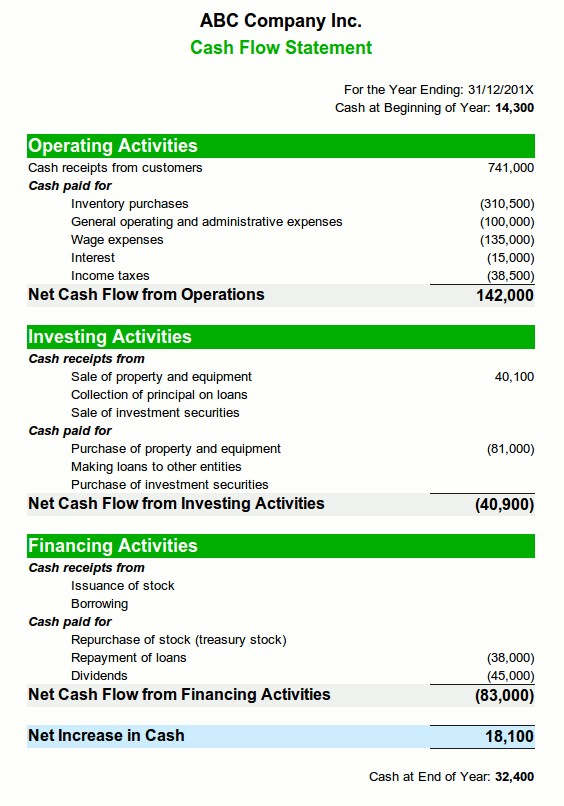 ABC Company Inc.
Cash Flow Statement
For the Year Ending: 31/12/201X
Cash at Beginning of Year: 14,300
Operating Activities
Cash receipts from customers 741,000
Cash paid for
Inventory purchases (310,500)
General operating and administrative expenses (100,000)
Wage expenses (135,000)
Interest (15,000)
Income taxes (38,500)
Net Cash Flow from Operations 142,000
Investing Activities
Cash receipts from
Sale of property and equipment 40,100
Collection of principal on loans
Sale of investment securities
Cash paid for
Purchase of property and equipment (81,000)
Making loans to other entities
Purchase of investment securities
Net Cash Flow from Investing Activities (40,900)
Financing Activities
Cash receipts from
Issuance of stock
Borrowing
Cash paid for
Repurchase of stock (treasury stock)
Repayment of loans (38,000)
Dividends (45,000)
Net Cash Flow from Financing Activities (83,000)
Net Increase in Cash 18,100
Cash at End of Year: 32,400